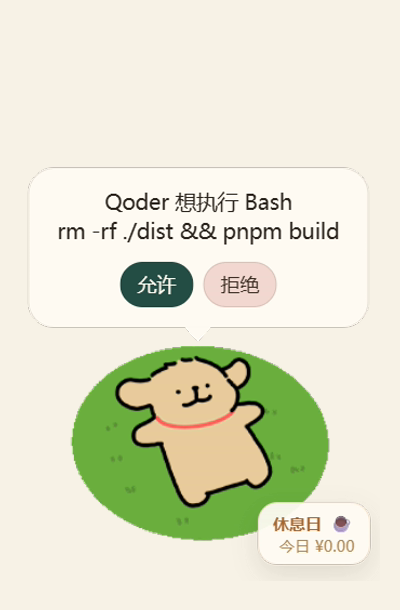 Qoder 想执行 Bash
rm -rf ./dist && pnpm build
允许
拒绝
休息日
今日 ¥0.00